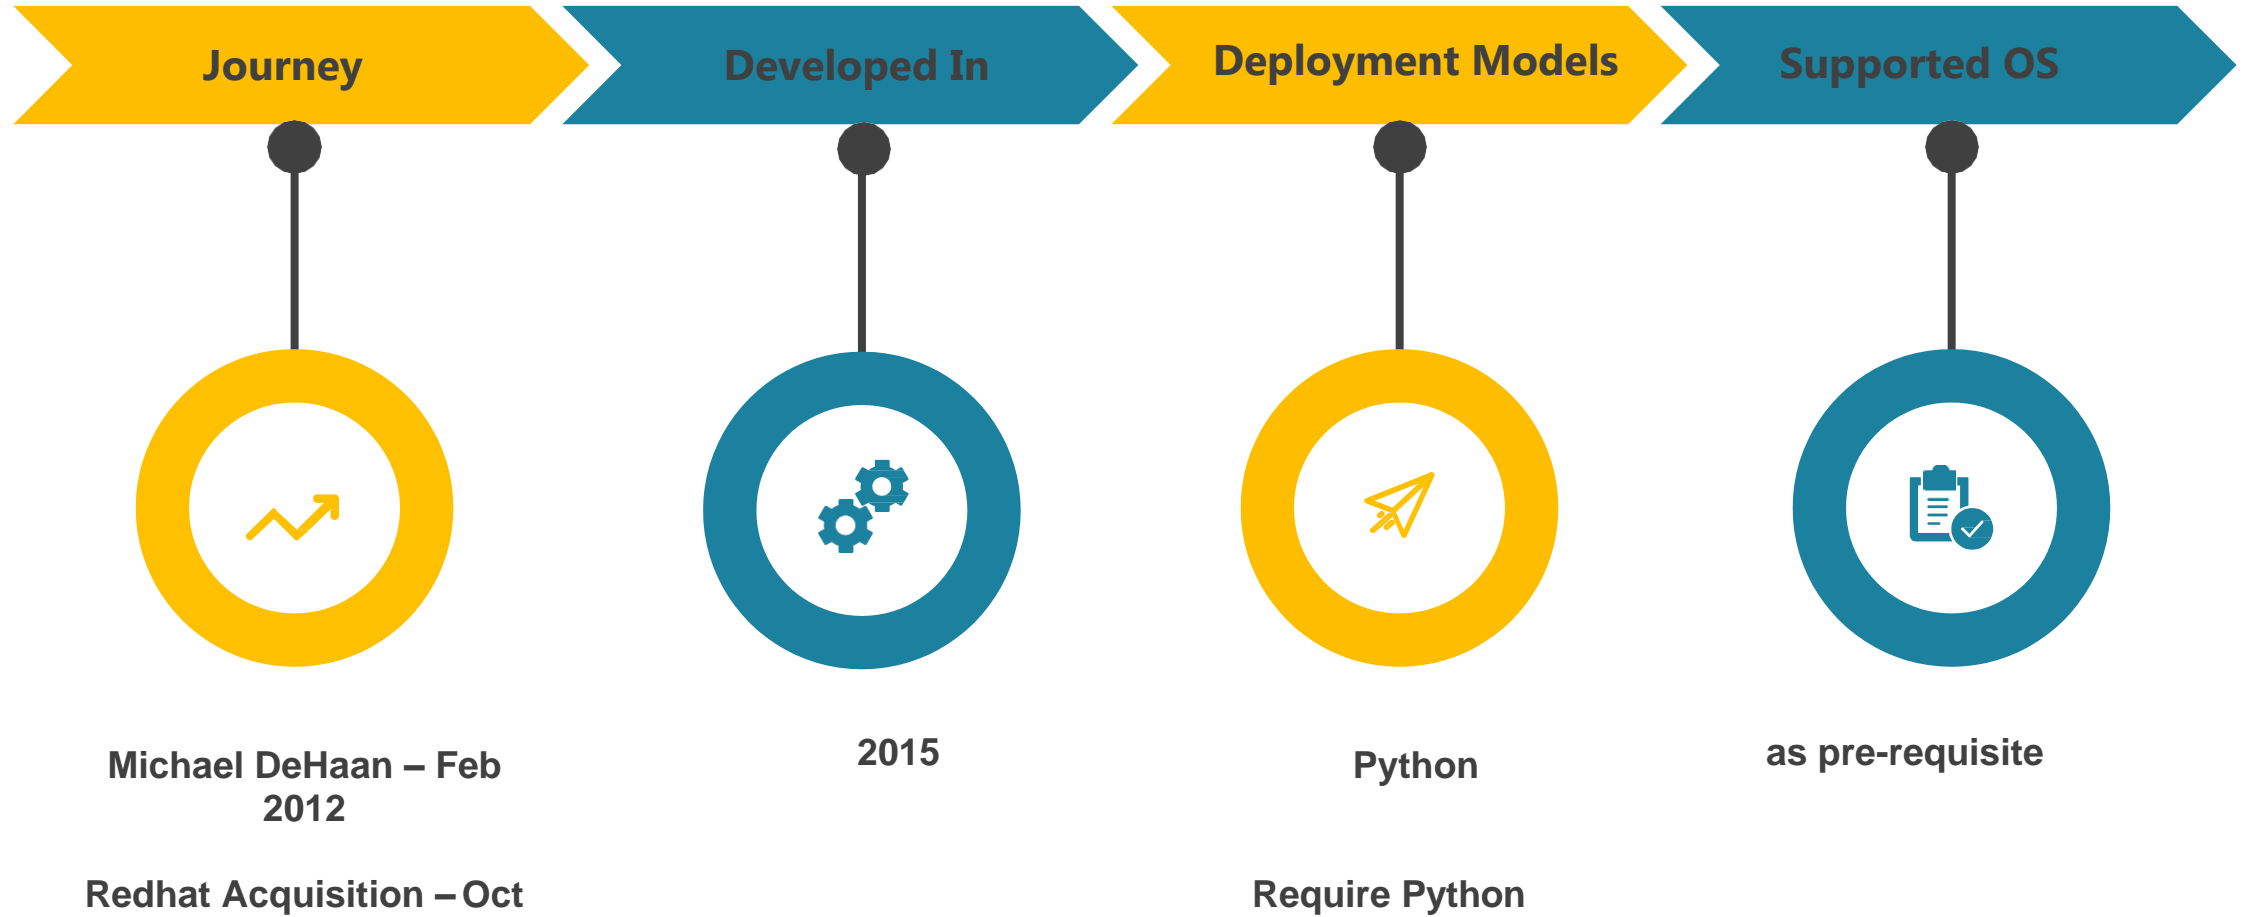 Journey
Developed In
Deployment Models
Supported OS
Michael DeHaan – Feb
2012
Redhat Acquisition – Oct
2015
Python
Require Python
as pre-requisite